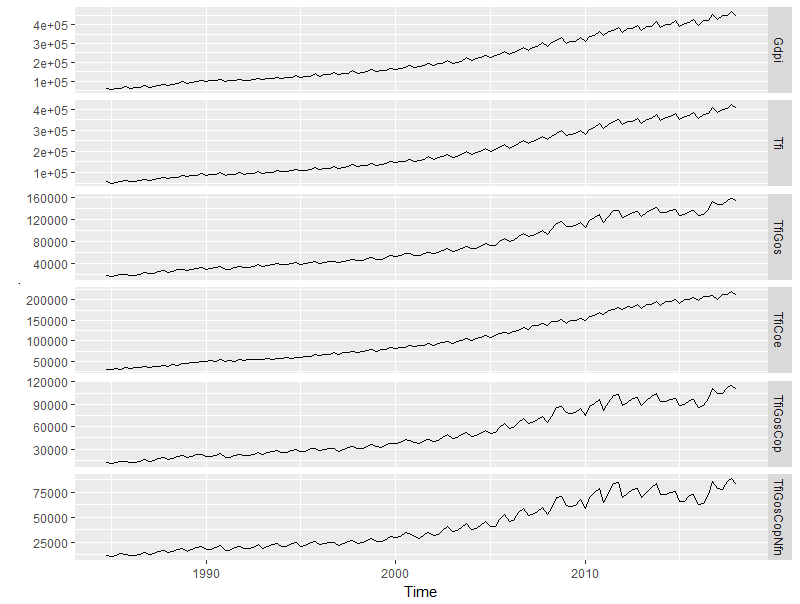 4e+05
3e+05
2e+05
1e+05
Gdpi
4e+05
3e+05
2e+05
1e+05
Tfi
160000
120000
80000
40000
TfiGos
200000
150000
100000
50000
TfiCoe
120000
90000
60000
30000
TfiGosCop
75000
50000
25000
TfiGosCopNfn
.
1990
2000
2010
Time